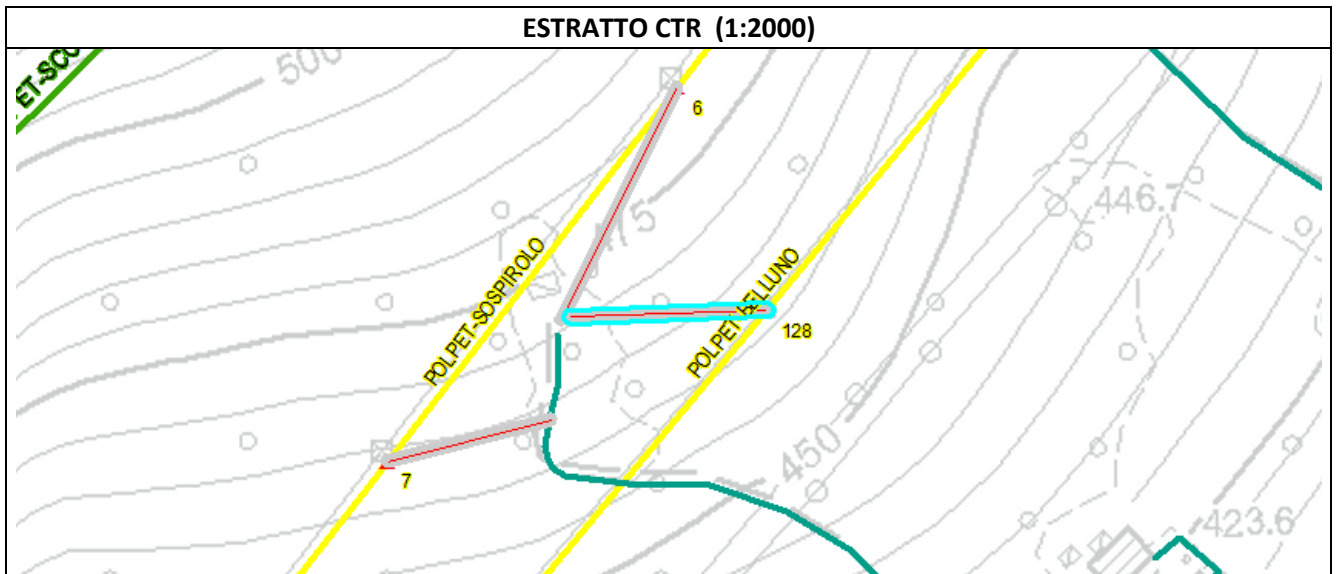 ESTRATTO CTR (1:2000)
ET-SCO
500
6
475
446.7
POLPET-SOSPIROLO
POLPET-BELLUNO
128
450
7
423.6